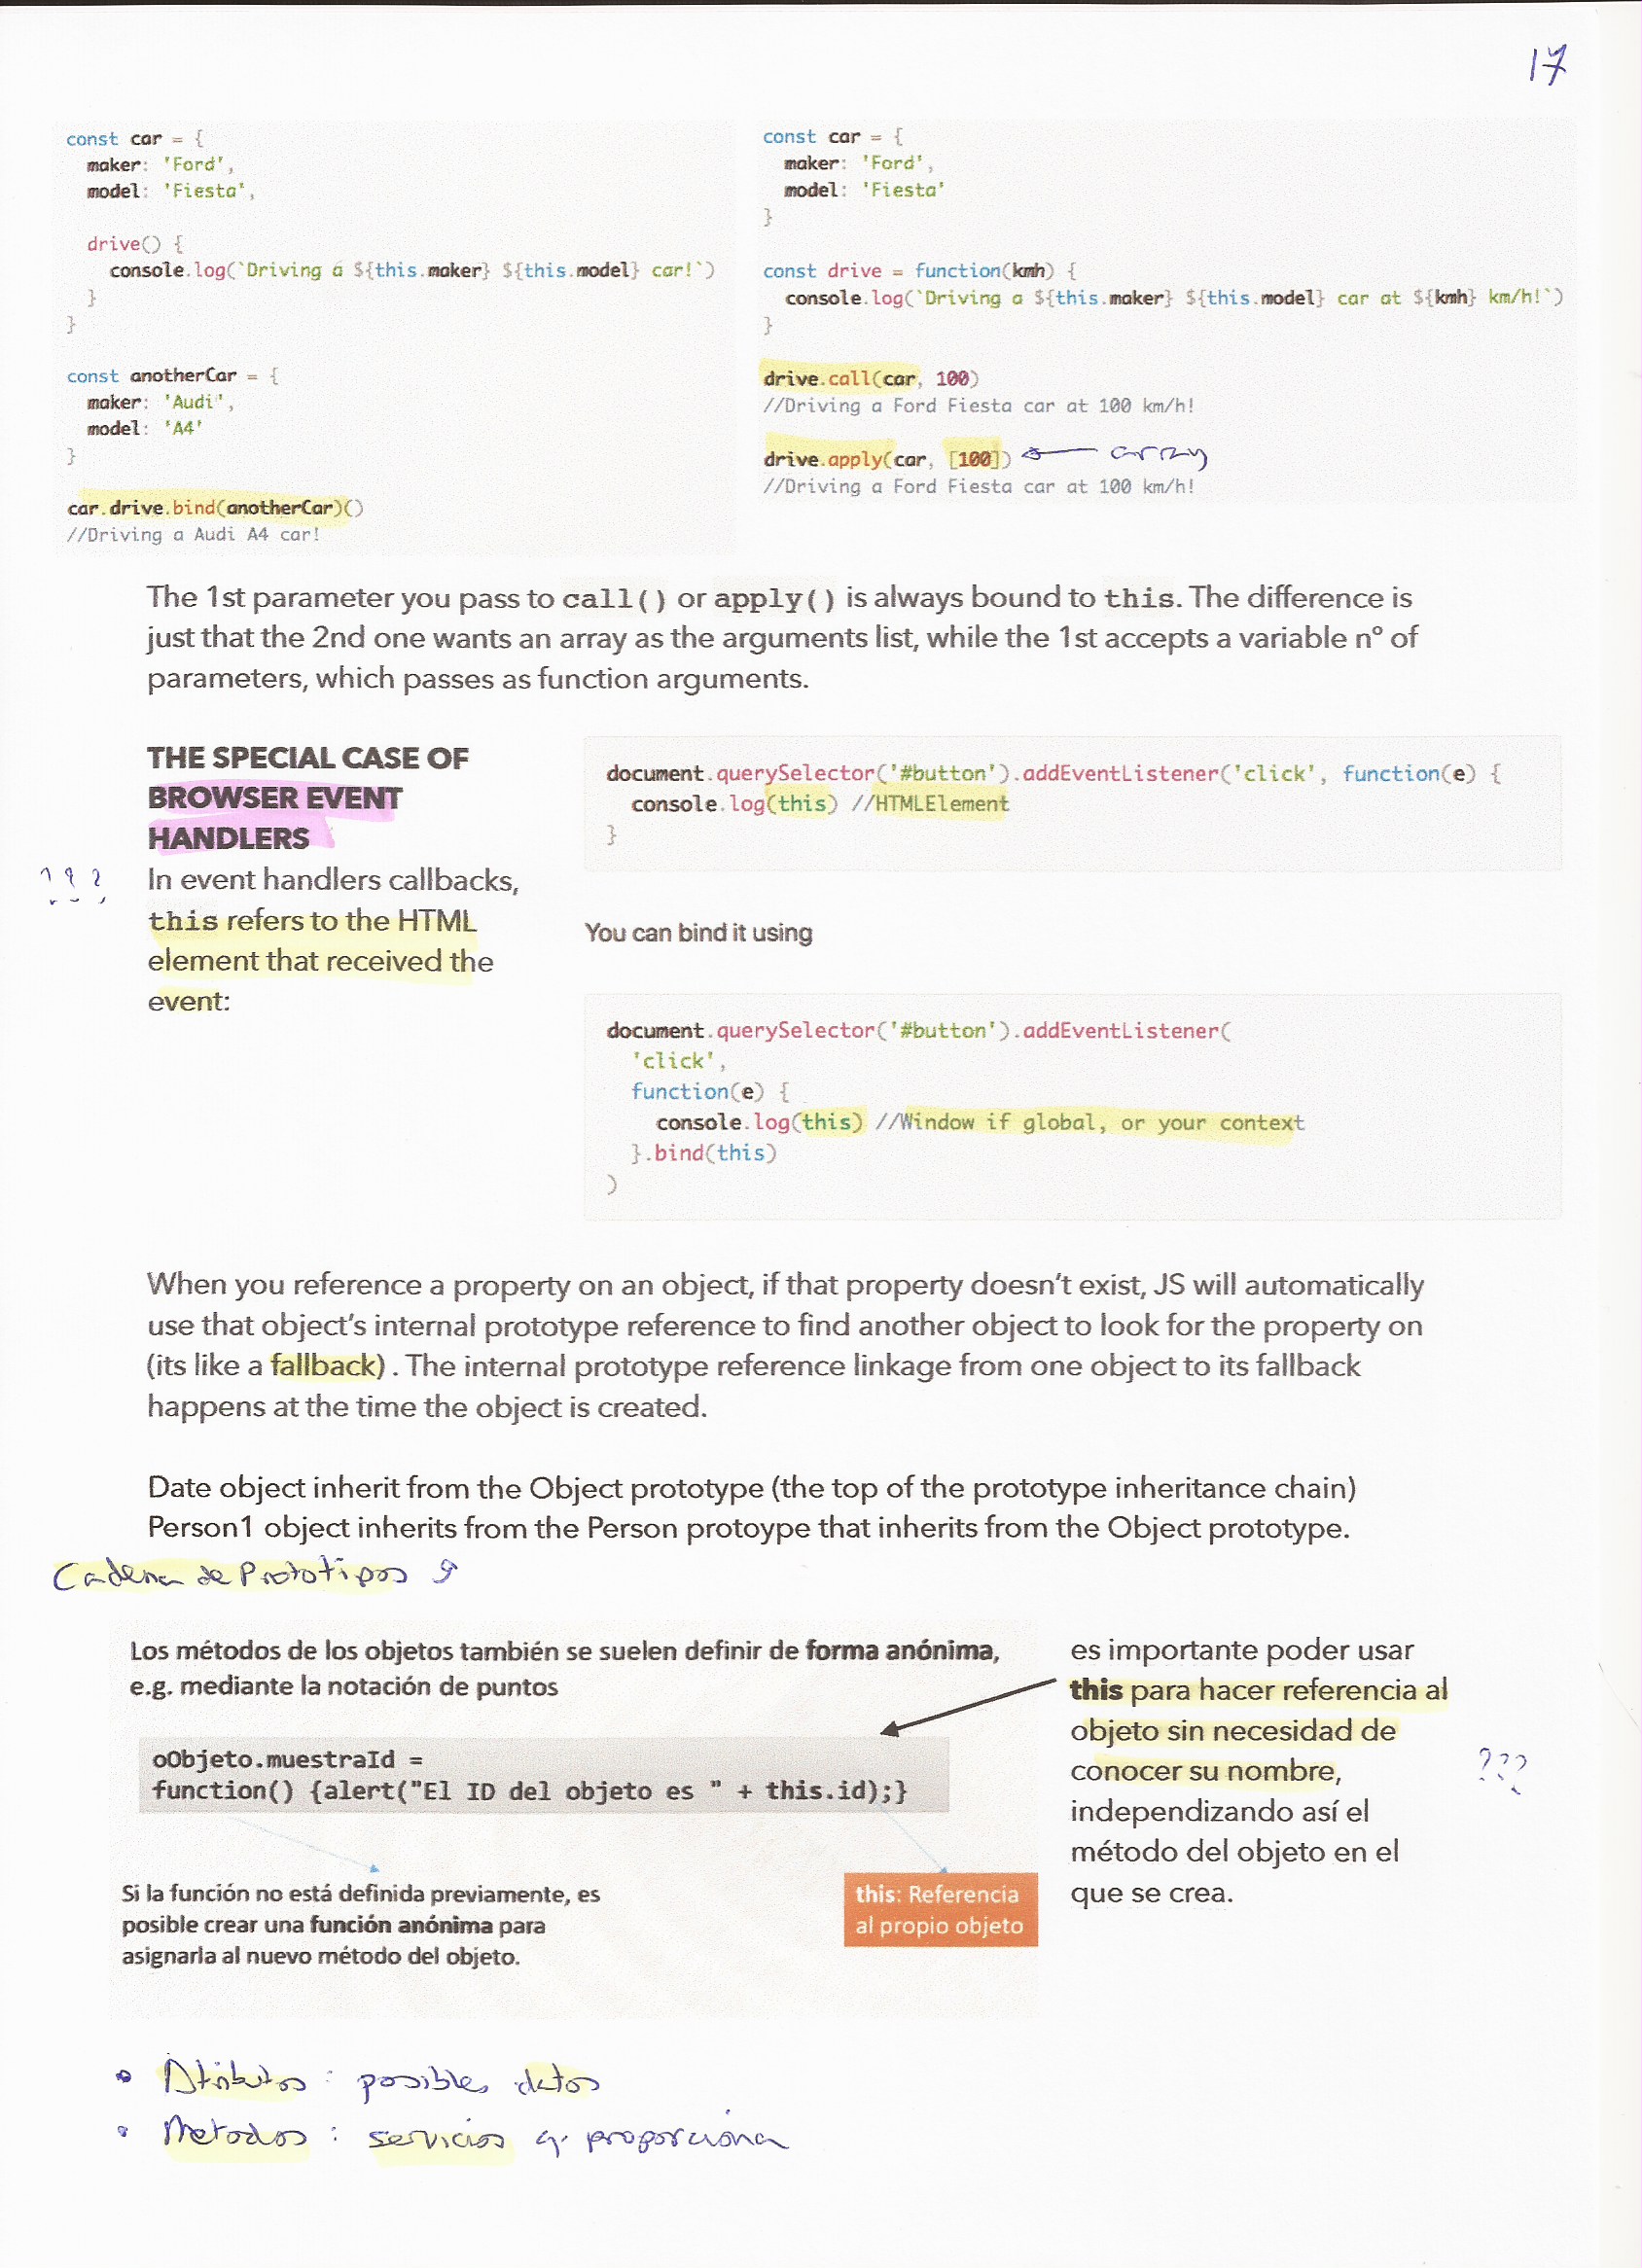 17
const car = {
  maker: 'Ford',
  model: 'Fiesta',

  drive() {
    console.log(`Driving a ${this.maker} ${this.model} car!`)
  }
}

const anotherCar = {
  maker: 'Audi',
  model: 'A4'
}

car.drive.bind(anotherCar)()
//Driving a Audi A4 car!
const car = {
  maker: 'Ford',
  model: 'Fiesta'
}

const drive = function(kmh) {
  console.log(`Driving a ${this.maker} ${this.model} car at ${kmh} km/h!`)
}

drive.call(car, 100)
//Driving a Ford Fiesta car at 100 km/h!

drive.apply(car, [100]) ← array
//Driving a Ford Fiesta car at 100 km/h!
The 1st parameter you pass to call() or apply() is always bound to this. The difference is
just that the 2nd one wants an array as the arguments list, while the 1st accepts a variable nº of
parameters, which passes as function arguments.
THE SPECIAL CASE OF
BROWSER EVENT
HANDLERS
???
In event handlers callbacks,
this refers to the HTML
element that received the
event:
document.querySelector('#button').addEventListener('click', function(e) {
  console.log(this) //HTMLElement
}
You can bind it using
document.querySelector('#button').addEventListener(
  'click',
  function(e) {
    console.log(this) //Window if global, or your context
  }.bind(this)
)
When you reference a property on an object, if that property doesn't exist, JS will automatically
use that object's internal prototype reference to find another object to look for the property on
(its like a fallback) . The internal prototype reference linkage from one object to its fallback
happens at the time the object is created.
Date object inherit from the Object prototype (the top of the prototype inheritance chain)
Person1 object inherits from the Person protoype that inherits from the Object prototype.
Cadena de Prototipos
Los métodos de los objetos también se suelen definir de forma anónima,
e.g. mediante la notación de puntos
oObjeto.muestraId =
function() {alert("El ID del objeto es " + this.id);}
Si la función no está definida previamente, es
posible crear una función anónima para
asignarla al nuevo método del objeto.
this: Referencia
al propio objeto
es importante poder usar
this para hacer referencia al
objeto sin necesidad de
conocer su nombre,
independizando así el
método del objeto en el
que se crea.
???
• Atributos : posibles datos
• Metodos : servicios q. proporciona